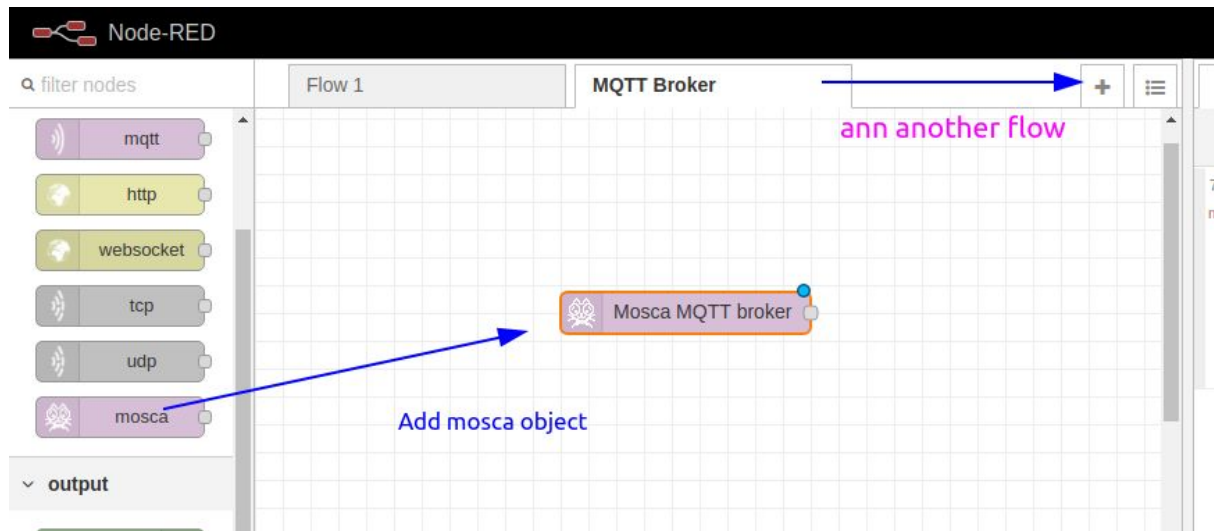 Node-RED
filter nodes
Flow 1
MQTT Broker
ann another flow
mqtt
http
websocket
tcp
udp
mosca
Mosca MQTT broker
Add mosca object
output